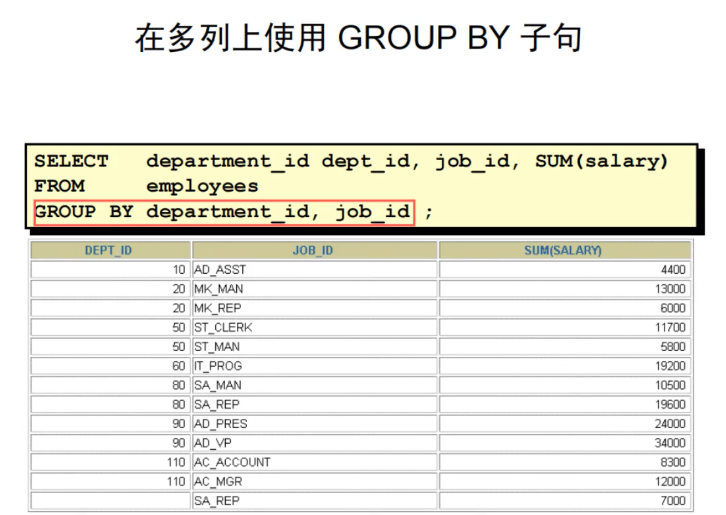 在多列上使用 GROUP BY 子句
SELECT department_id dept_id, job_id, SUM(salary)
FROM employees
GROUP BY department_id, job_id ;
DEPT_ID JOB_ID SUM(SALARY)
10 AD_ASST 4400
20 MK_MAN 13000
20 MK_REP 6000
50 ST_CLERK 11700
50 ST_MAN 5800
60 IT_PROG 19200
80 SA_MAN 10500
80 SA_REP 19600
90 AD_PRES 24000
90 AD_VP 34000
110 AC_ACCOUNT 8300
110 AC_MGR 12000
SA_REP 7000